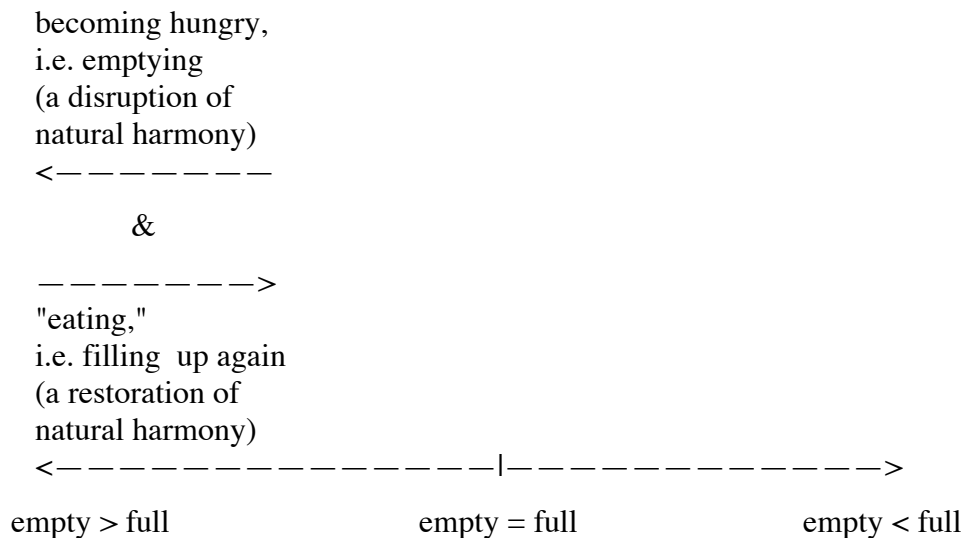 becoming hungry,
i.e. emptying
(a disruption of
natural harmony)
<— — — — — — —
&
— — — — — — —>
"eating,"
i.e. filling  up again
(a restoration of
natural harmony)
<— — — — — — — — — — — — — —|— — — — — — — — — — — —>
empty > full empty = full empty < full